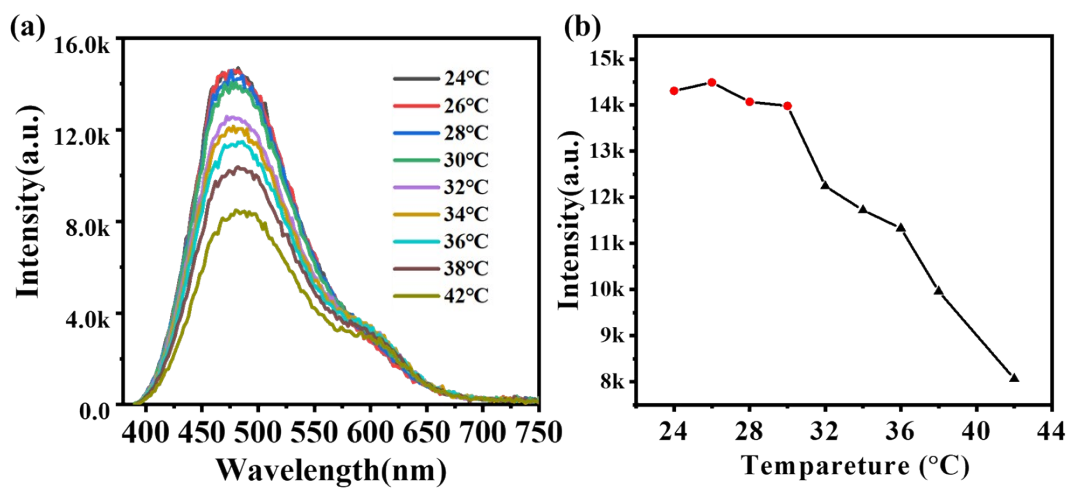 (a)
16.0k
12.0k
8.0k
4.0k
0.0
Intensity(a.u.)
24°C
26°C
28°C
30°C
32°C
34°C
36°C
38°C
42°C
400 450 500 550 600 650 700 750
Wavelength(nm)
(b)
15k
14k
13k
12k
11k
10k
9k
8k
Intensity(a.u.)
24 28 32 36 40 44
Tempareture (°C)